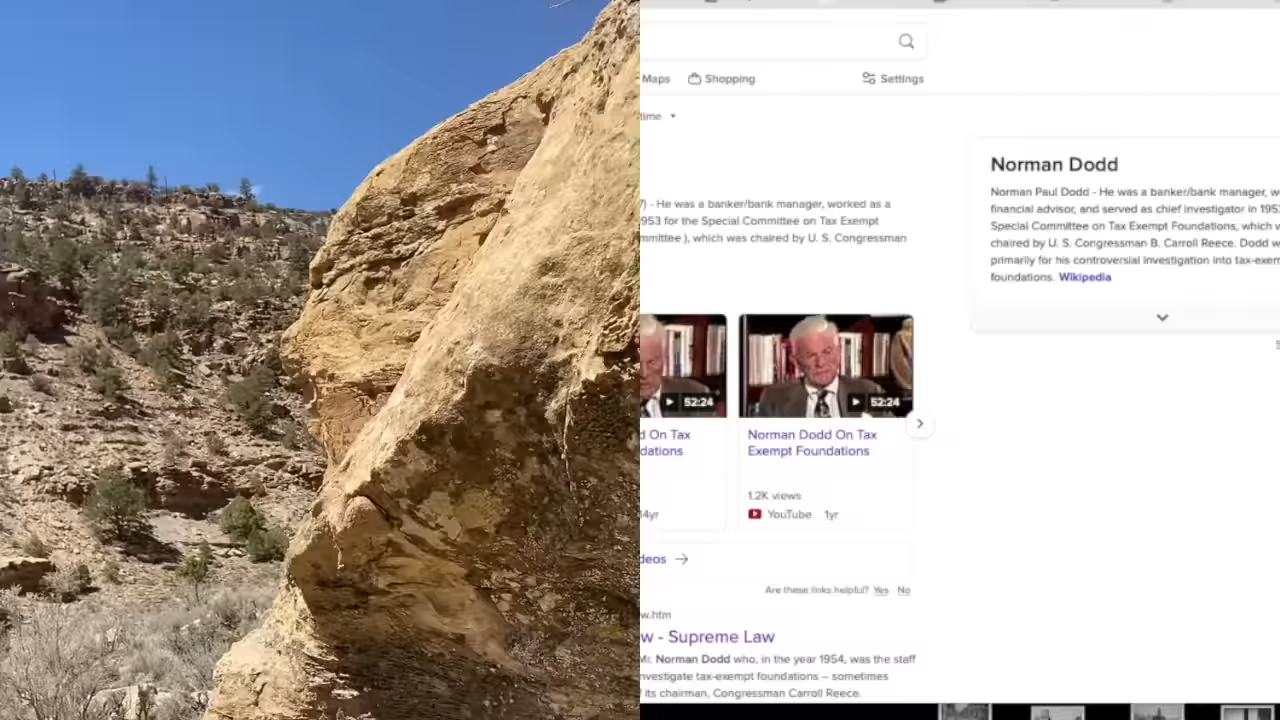 Maps
Shopping
Settings
time
Norman Dodd
Norman Paul Dodd - He was a banker/bank manager, w
financial advisor, and served as chief investigator in 195
Special Committee on Tax Exempt Foundations, which
chaired by U. S. Congressman B. Carroll Reece. Dodd w
primarily for his controversial investigation into tax-exem
foundations. Wikipedia
7) - He was a banker/bank manager, worked as a
953 for the Special Committee on Tax Exempt
mmittee ), which was chaired by U. S. Congressman
52:24
52:24
d On Tax
dations
14yr
Norman Dodd On Tax
Exempt Foundations
1.2K views
YouTube 1yr
deos
Are these links helpful? Yes No
w.htm
w - Supreme Law
Mr. Norman Dodd who, in the year 1954, was the staff
nvestigate tax-exempt foundations – sometimes
its chairman, Congressman Carroll Reece.